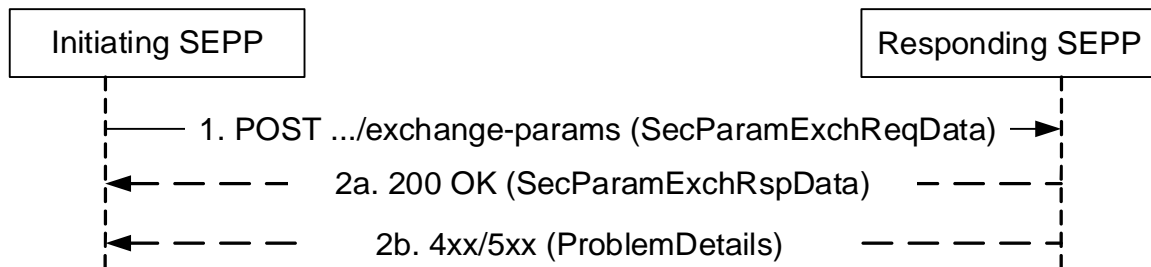 Initiating SEPP
Responding SEPP
1. POST .../exchange-params (SecParamExchReqData)
2a. 200 OK (SecParamExchRspData)
2b. 4xx/5xx (ProblemDetails)